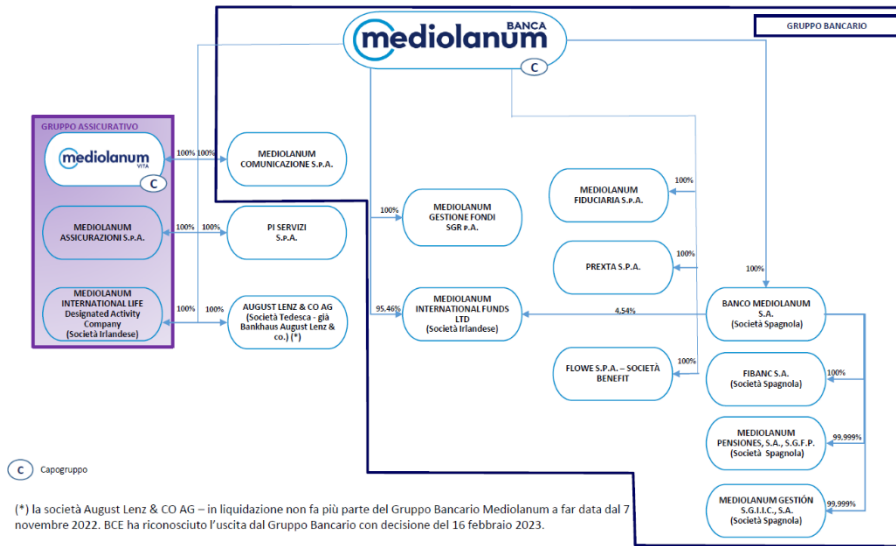 BANCA
mediolanum
C
GRUPPO BANCARIO
GRUPPO ASSICURATIVO
mediolanum
VITA
C
100% 100%
MEDIOLANUM
COMUNICAZIONE S.p.A.
MEDIOLANUM
ASSICURAZIONI S.p.A.
100%
100%
PI SERVIZI
S.p.A.
MEDIOLANUM
INTERNATIONAL LIFE
Designated Activity
Company
(Società Irlandese)
100%
100%
AUGUST LENZ & CO AG
(Società Tedesca - già
Bankhaus August Lenz &
co.) (*)
100%
MEDIOLANUM
GESTIONE FONDI
SGR p.A.
95,46%
MEDIOLANUM
INTERNATIONAL FUNDS
LTD
(Società Irlandese)
4,54%
MEDIOLANUM
FIDUCIARIA S.p.A.
100%
PREXTA S.P.A.
100%
FLOWE S.P.A. – SOCIETÀ
BENEFIT
100%
100%
BANCO MEDIOLANUM
S.A.
(Società Spagnola)
FIBANC S.A.
(Società Spagnola)
100%
MEDIOLANUM
PENSIONES, S.A., S.G.F.P.
(Società Spagnola)
99,999%
MEDIOLANUM GESTIÓN
S.G.I.I.C., S.A.
(Società Spagnola)
99,999%
C Capogruppo
(*) la società August Lenz & CO AG – in liquidazione non fa più parte del Gruppo Bancario Mediolanum a far data dal 7
novembre 2022. BCE ha riconosciuto l'uscita dal Gruppo Bancario con decisione del 16 febbraio 2023.